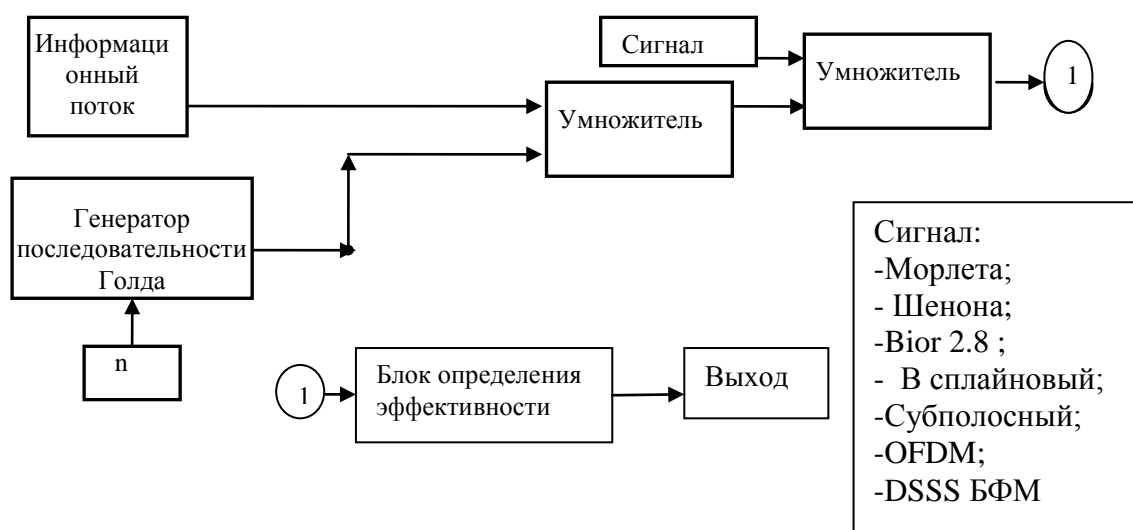 Информаци
онный
поток
Сигнал
Умножитель
1
Умножитель
Генератор
последовательности
Голда
n
1
Блок определения
эффективности
Выход
Сигнал:
-Морлета;
- Шенона;
-Bior 2.8 ;
- В сплайновый;
-Субполосный;
-OFDM;
-DSSS БФМ